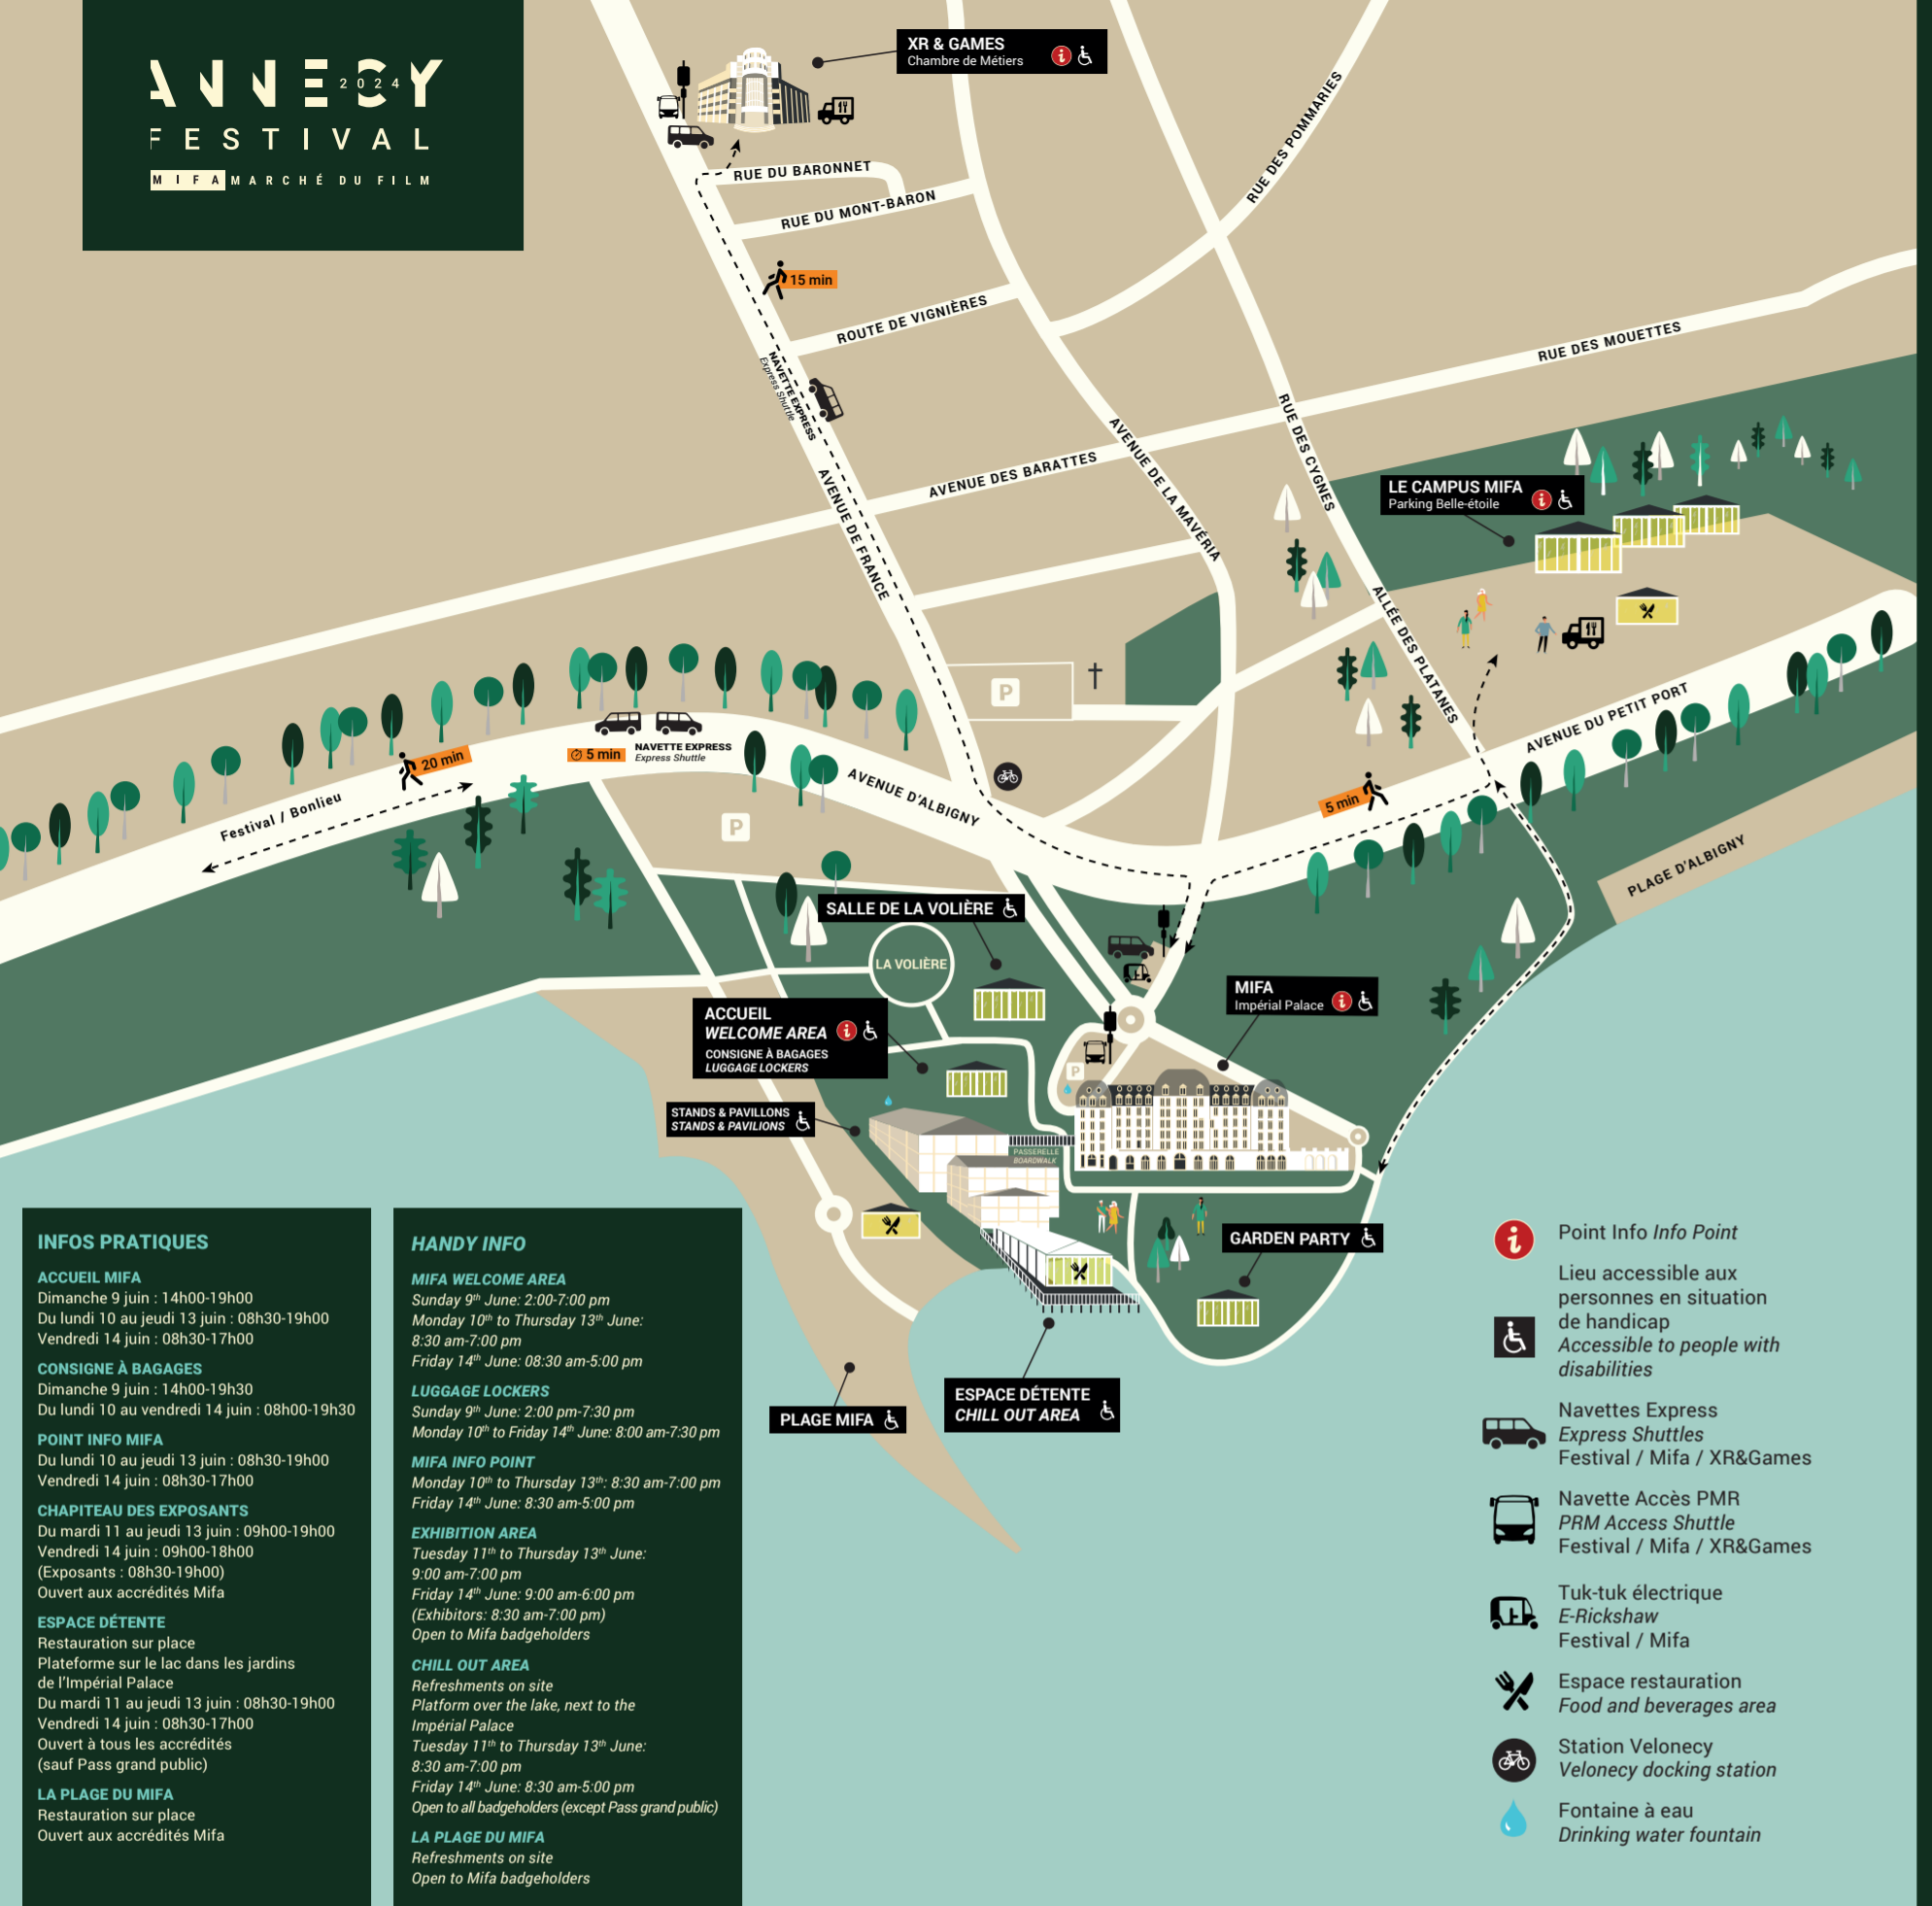 ANNECY
2024
FESTIVAL
MIFA MARCHÉ DU FILM
XR & GAMES
Chambre de Métiers
i
RUE DU BARONNET
RUE DU MONT-BARON
RUE DES POMMARIES
15 min
ROUTE DE VIGNIÈRES
RUE DES MOUETTES
NAVETTE EXPRESS
Express Shuttle
AVENUE DES BARATTES
AVENUE DE LA MAVÉRIA
RUE DES CYGNES
AVENUE DE FRANCE
LE CAMPUS MIFA
Parking Belle-étoile
i
ALLÉE DES PLATANES
P
AVENUE DU PETIT PORT
20 min
5 min
NAVETTE EXPRESS
Express Shuttle
Festival / Bonlieu
AVENUE D'ALBIGNY
5 min
P
PLAGE D'ALBIGNY
SALLE DE LA VOLIÈRE
LA VOLIÈRE
MIFA
Impérial Palace
i
ACCUEIL
WELCOME AREA
i
CONSIGNE À BAGAGES
LUGGAGE LOCKERS
P
STANDS & PAVILLONS
STANDS & PAVILIONS
PASSERELLE
BOARDWALK
GARDEN PARTY
ESPACE DÉTENTE
CHILL OUT AREA
PLAGE MIFA
INFOS PRATIQUES
ACCUEIL MIFA
Dimanche 9 juin : 14h00-19h00
Du lundi 10 au jeudi 13 juin : 08h30-19h00
Vendredi 14 juin : 08h30-17h00
CONSIGNE À BAGAGES
Dimanche 9 juin : 14h00-19h30
Du lundi 10 au vendredi 14 juin : 08h00-19h30
POINT INFO MIFA
Du lundi 10 au jeudi 13 juin : 08h30-19h00
Vendredi 14 juin : 08h30-17h00
CHAPITEAU DES EXPOSANTS
Du mardi 11 au jeudi 13 juin : 09h00-19h00
Vendredi 14 juin : 09h00-18h00
(Exposants : 08h30-19h00)
Ouvert aux accrédités Mifa
ESPACE DÉTENTE
Restauration sur place
Plateforme sur le lac dans les jardins
de l'Impérial Palace
Du mardi 11 au jeudi 13 juin : 08h30-19h00
Vendredi 14 juin : 08h30-17h00
Ouvert à tous les accrédités
(sauf Pass grand public)
LA PLAGE DU MIFA
Restauration sur place
Ouvert aux accrédités Mifa
HANDY INFO
MIFA WELCOME AREA
Sunday 9th June: 2:00-7:00 pm
Monday 10th to Thursday 13th June:
8:30 am-7:00 pm
Friday 14th June: 08:30 am-5:00 pm
LUGGAGE LOCKERS
Sunday 9th June: 2:00 pm-7:30 pm
Monday 10th to Friday 14th June: 8:00 am-7:30 pm
MIFA INFO POINT
Monday 10th to Thursday 13th: 8:30 am-7:00 pm
Friday 14th June: 8:30 am-5:00 pm
EXHIBITION AREA
Tuesday 11th to Thursday 13th June:
9:00 am-7:00 pm
Friday 14th June: 9:00 am-6:00 pm
(Exhibitors: 8:30 am-7:00 pm)
Open to Mifa badgeholders
CHILL OUT AREA
Refreshments on site
Platform over the lake, next to the
Impérial Palace
Tuesday 11th to Thursday 13th June:
8:30 am-7:00 pm
Friday 14th June: 8:30 am-5:00 pm
Open to all badgeholders (except Pass grand public)
LA PLAGE DU MIFA
Refreshments on site
Open to Mifa badgeholders
i
Point Info Info Point
Lieu accessible aux
personnes en situation
de handicap
Accessible to people with
disabilities
Navettes Express
Express Shuttles
Festival / Mifa / XR&Games
Navette Accès PMR
PRM Access Shuttle
Festival / Mifa / XR&Games
Tuk-tuk électrique
E-Rickshaw
Festival / Mifa
Espace restauration
Food and beverages area
Station Velonecy
Velonecy docking station
Fontaine à eau
Drinking water fountain